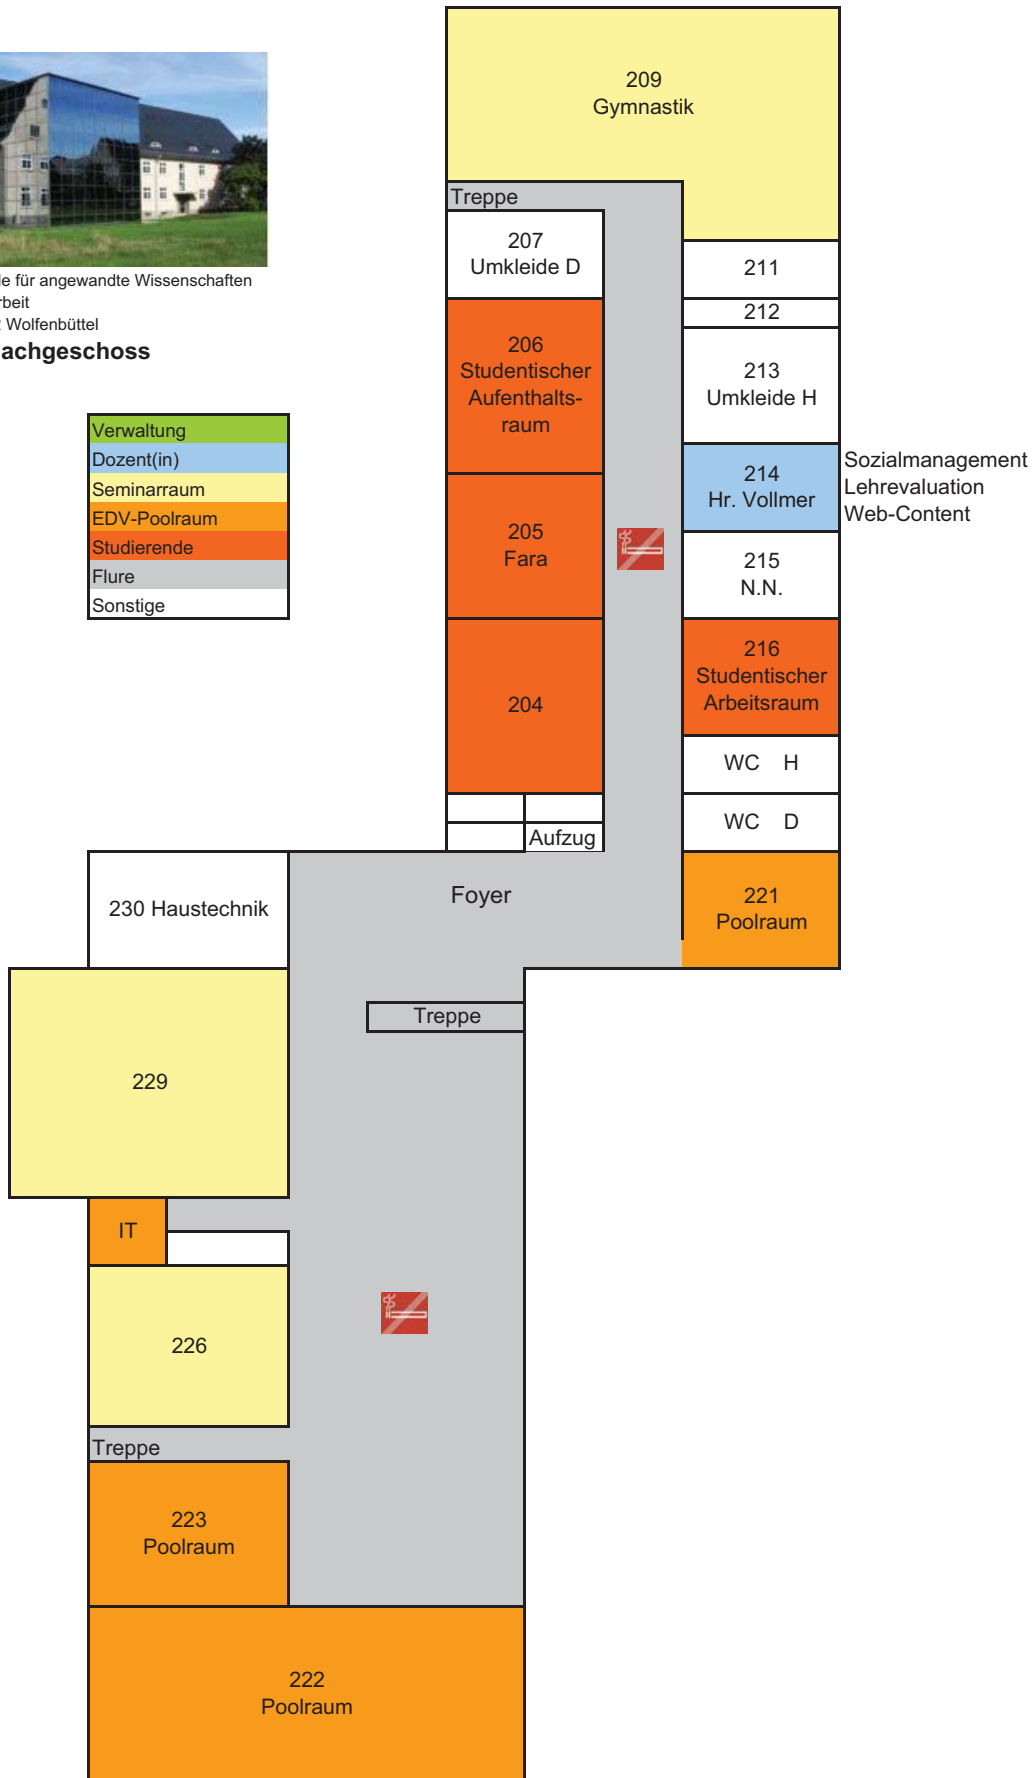 für angewandte Wissenschaften
Wolfenbüttel
Verwaltung
Dozent(in)
Seminarraum
EDV-Poolraum
Studierende
Flure
Sonstige
209
Gymnastik
Treppe
207
Umkleide D
211
212
206
Studentischer
Aufenthalts-
raum
213
Umkleide H
214
Hr. Vollmer
Sozialmanagement
Lehrevaluation
Web-Content
205
Fara
215
N.N.
216
Studentischer
Arbeitsraum
204
WC H
WC D
Aufzug
230 Haustechnik
Foyer
221
Poolraum
Treppe
229
IT
226
Treppe
223
Poolraum
222
Poolraum